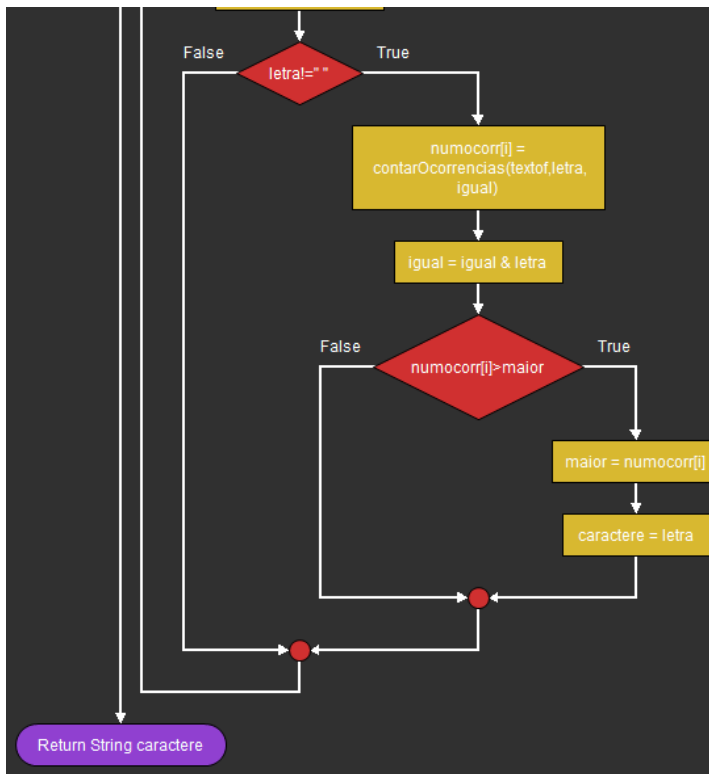 False
True
letra!=" "
numocorr[i] =
contarOcorrencias(textof,letra,
igual)
igual = igual & letra
False
True
numocorr[i]>maior
maior = numocorr[i]
caractere = letra
Return String caractere